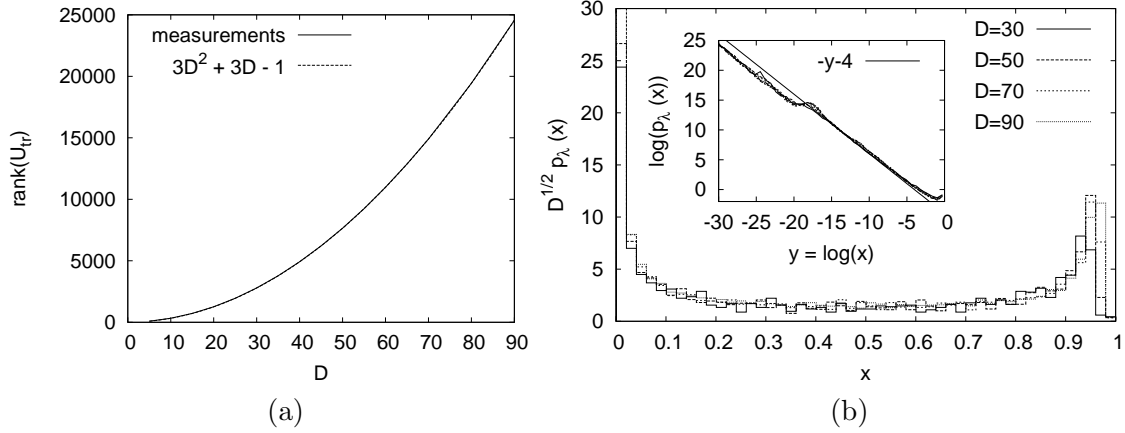 25000
20000
15000
10000
5000
0
rank(U_tr)
measurements
3D² + 3D - 1
0 10 20 30 40 50 60 70 80 90
D
(a)
30
25
20
15
10
5
0
D^1/2 p_λ (x)
D=30
D=50
D=70
D=90
25
20
15
10
5
0
log(p_λ (x))
-y-4
-30 -25 -20 -15 -10 -5 0
y = log(x)
0 0.1 0.2 0.3 0.4 0.5 0.6 0.7 0.8 0.9 1
x
(b)